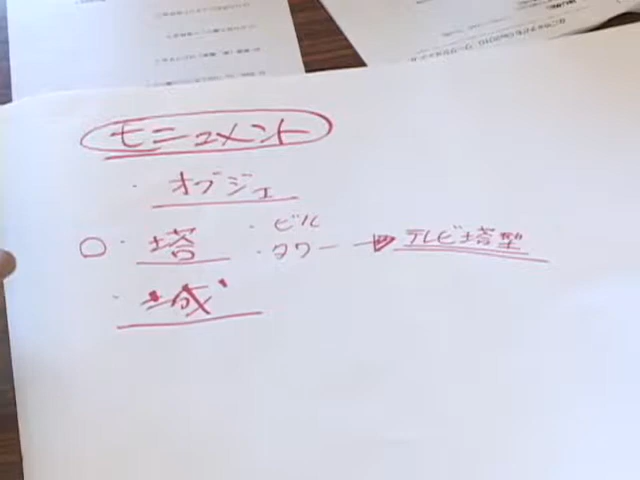 モニュメント
・オブジェ
○・塔 ・ビル
・タワー → テレビ塔型
・城